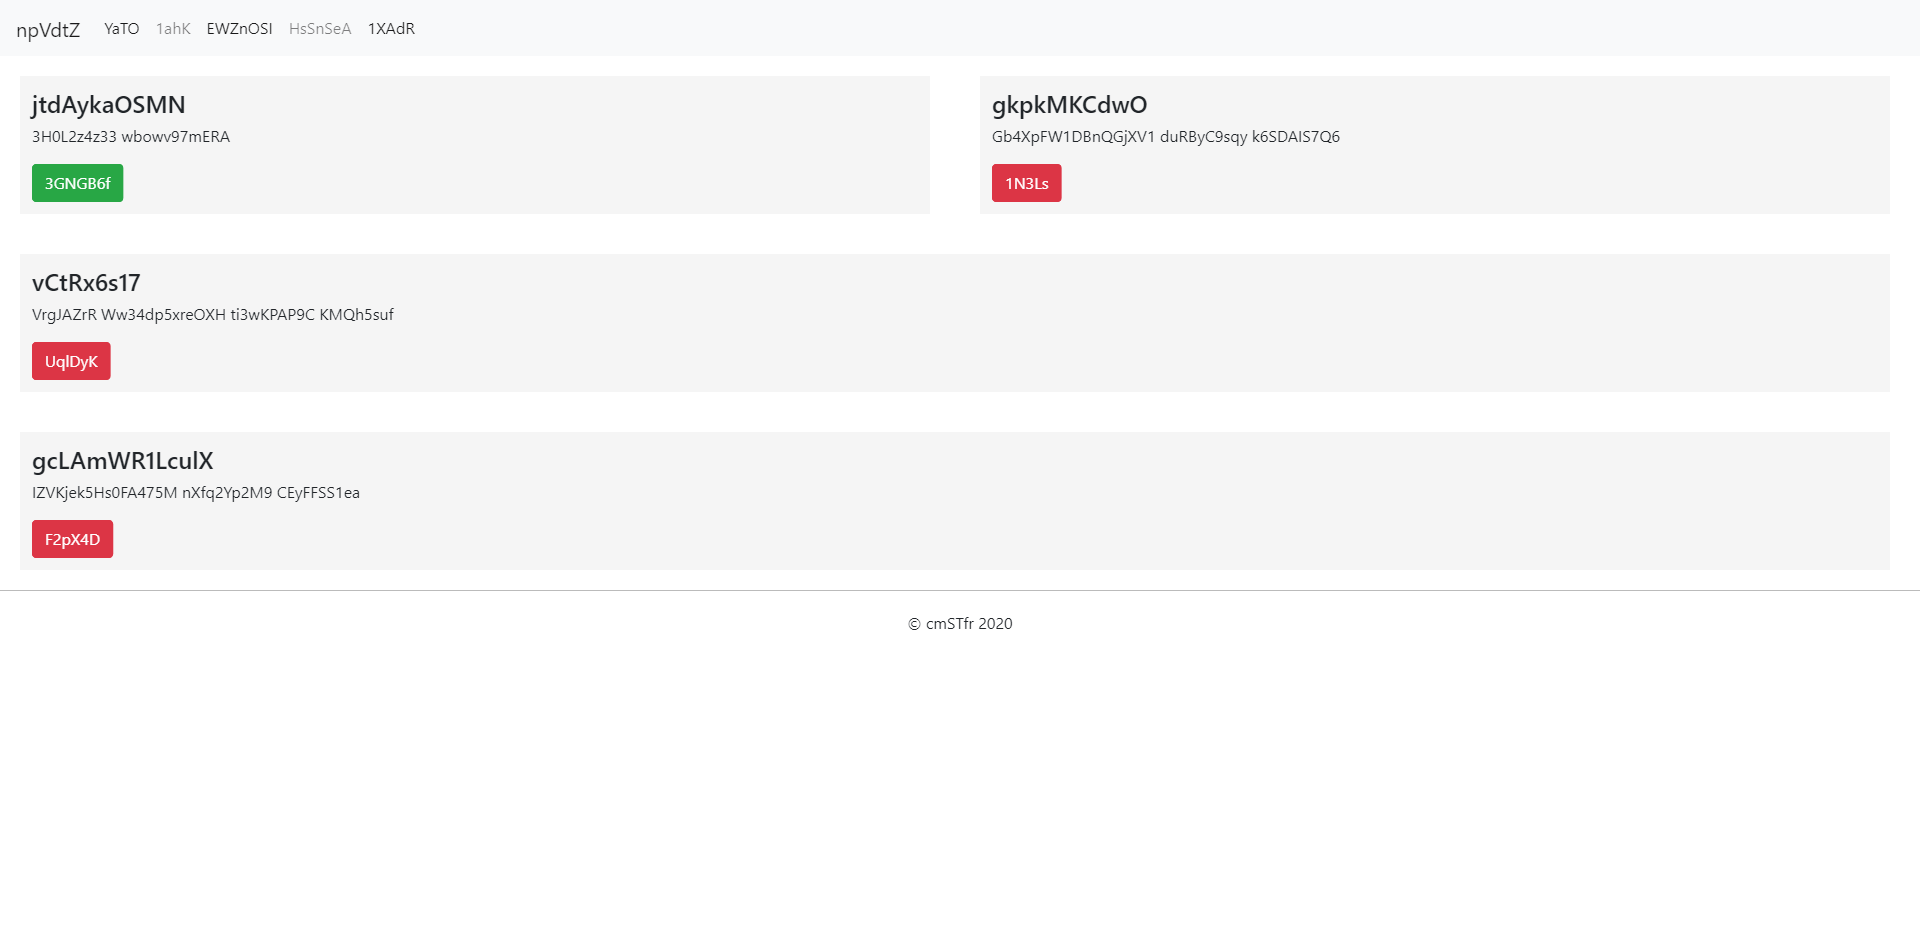 npVdtZ YaTO 1ahK EWZnOSI HsSnSeA 1XAdR
jtdAykaOSMN
3H0L2z4z33 wbowv97mERA
3GNGB6f
gkpkMKCdwO
Gb4XpFW1DBnQGjXV1 duRByC9sqy k6SDAIS7Q6
1N3Ls
vCtRx6s17
VrgJAZrR Ww34dp5xreOXH ti3wKPAP9C KMQh5suf
UqlDyK
gcLAmWR1LculX
IZVKjek5Hs0FA475M nXfq2Yp2M9 CEyFFSS1ea
F2pX4D
© cmSTfr 2020